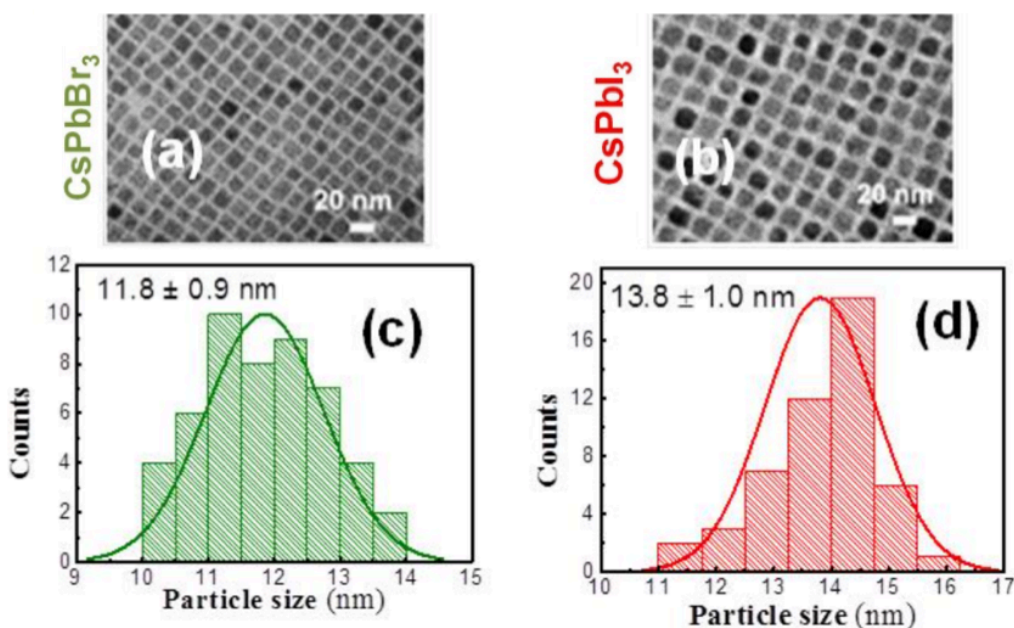 CsPbBr₃
(a)
20 nm
CsPbI₃
(b)
20 nm
12
10
8
6
4
2
0
Counts
11.8 ± 0.9 nm
(c)
9 10 11 12 13 14 15
Particle size (nm)
20
16
12
8
4
0
Counts
13.8 ± 1.0 nm
(d)
10 11 12 13 14 15 16 17
Particle size (nm)